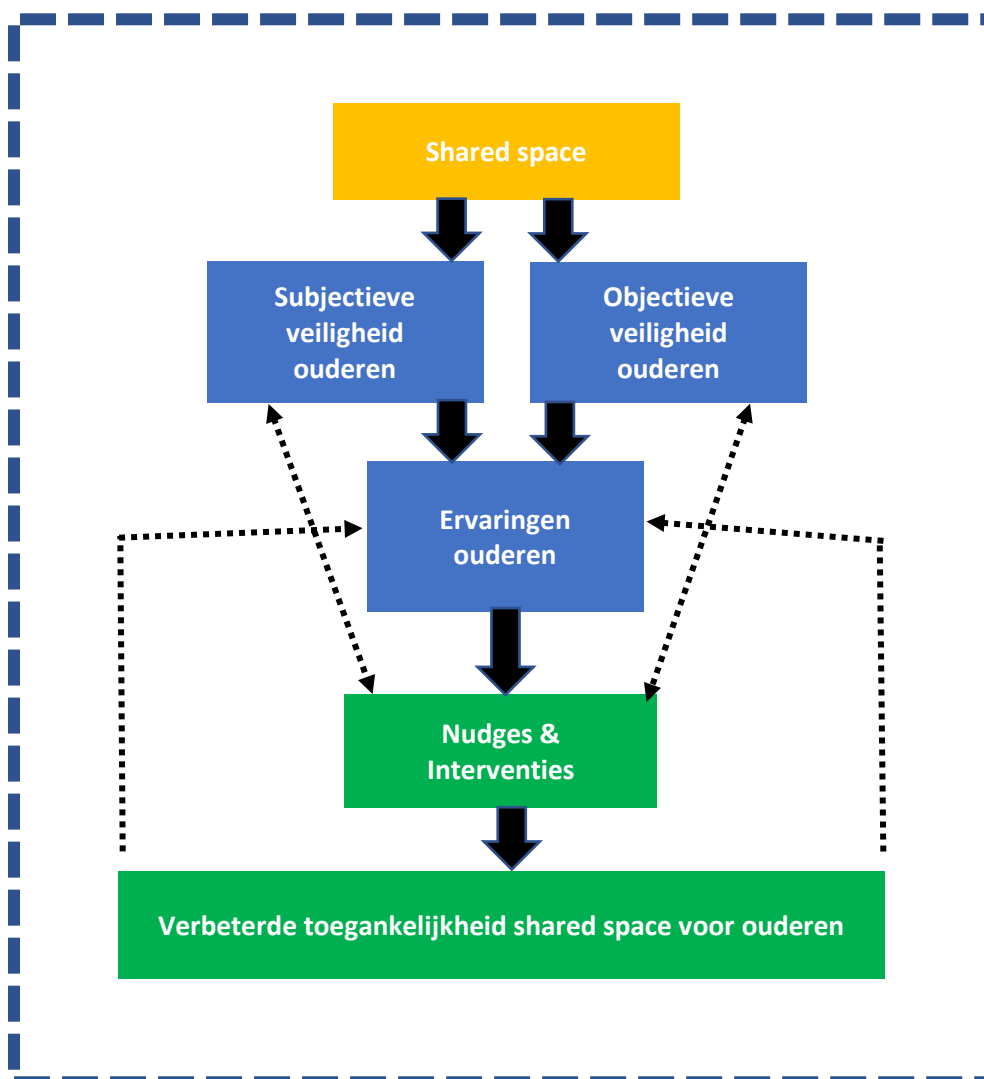 Shared space
Subjectieve
veiligheid
ouderen
Objectieve
veiligheid
ouderen
Ervaringen
ouderen
Nudges &
Interventies
Verbeterde toegankelijkheid shared space voor ouderen